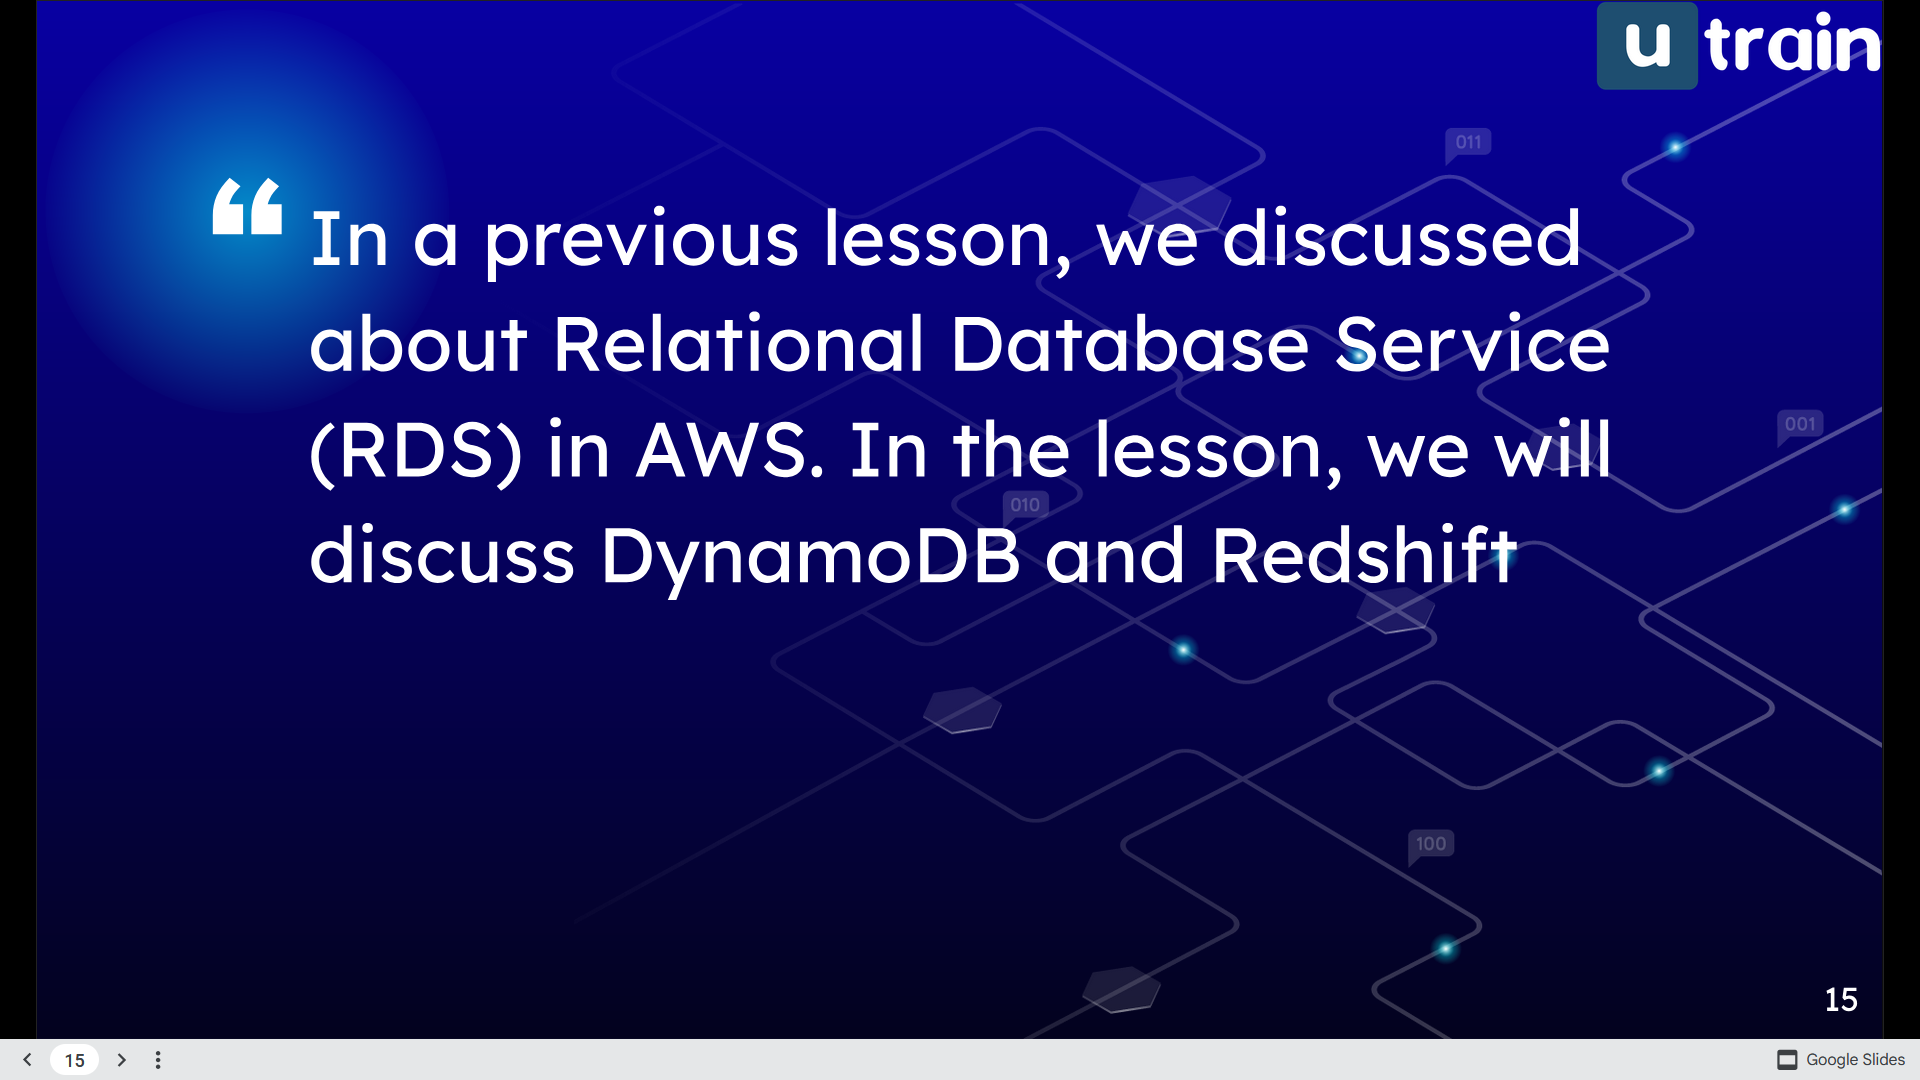 u train
011
“ In a previous lesson, we discussed
about Relational Database Service
(RDS) in AWS. In the lesson, we will
001
010
discuss DynamoDB and Redshift
100
15
15
Google Slides